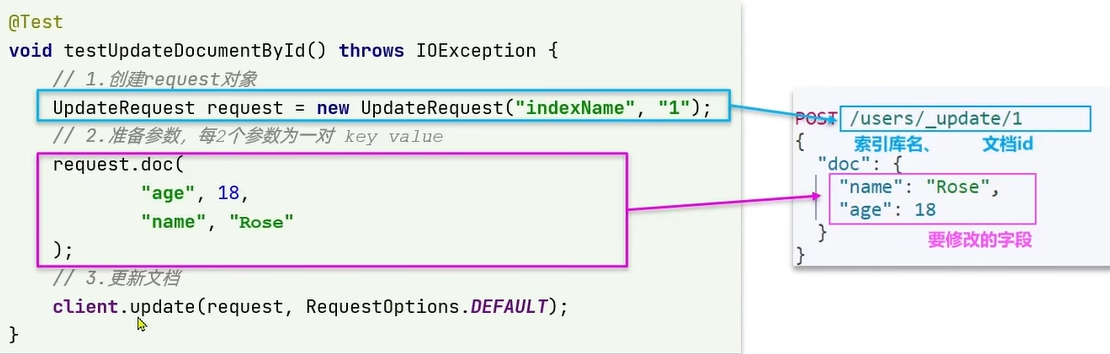 @Test
void testUpdateDocumentById() throws IOException {
// 1.创建request对象
UpdateRequest request = new UpdateRequest("indexName", "1");
// 2.准备参数，每2个参数为一对 key value
request.doc(
"age", 18,
"name", "Rose"
);
// 3.更新文档
client.update(request, RequestOptions.DEFAULT);
}
POST /users/_update/1
{ 索引库名、 文档id
"doc": {
"name": "Rose",
"age": 18
} 要修改的字段
}